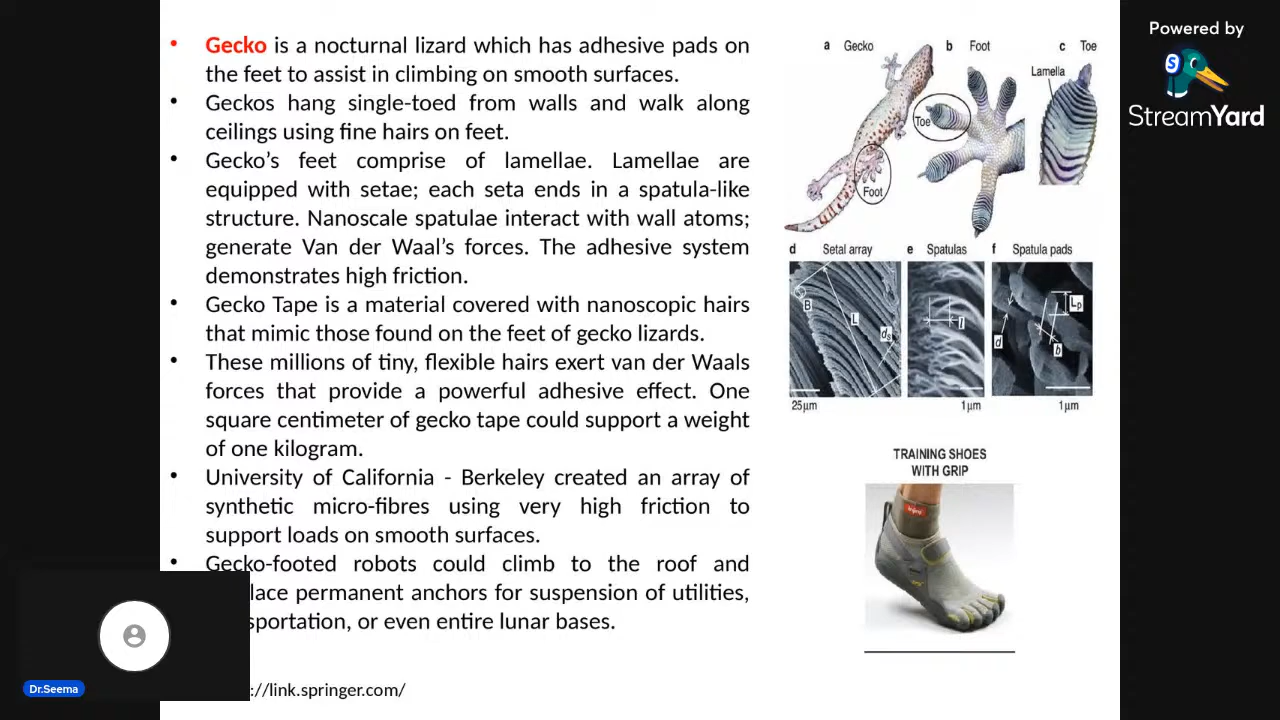 • Gecko is a nocturnal lizard which has adhesive pads on
the feet to assist in climbing on smooth surfaces.
• Geckos hang single-toed from walls and walk along
ceilings using fine hairs on feet.
• Gecko’s feet comprise of lamellae. Lamellae are
equipped with setae; each seta ends in a spatula-like
structure. Nanoscale spatulae interact with wall atoms;
generate Van der Waal’s forces. The adhesive system
demonstrates high friction.
• Gecko Tape is a material covered with nanoscopic hairs
that mimic those found on the feet of gecko lizards.
• These millions of tiny, flexible hairs exert van der Waals
forces that provide a powerful adhesive effect. One
square centimeter of gecko tape could support a weight
of one kilogram.
• University of California - Berkeley created an array of
synthetic micro-fibres using very high friction to
support loads on smooth surfaces.
• Gecko-footed robots could climb to the roof and
lace permanent anchors for suspension of utilities,
sportation, or even entire lunar bases.
://link.springer.com/
Dr.Seema
a Gecko b Foot c Toe
Lamella
Toe
Foot
d Setal array e Spatulas f Spatula pads
B L ds l d b Lp
25µm 1µm 1µm
TRAINING SHOES
WITH GRIP
Powered by
S
StreamYard